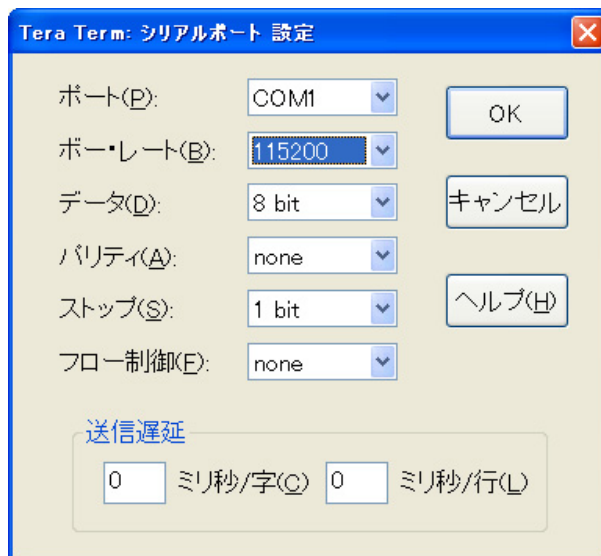 Tera Term: シリアルポート 設定
ポート(P): COM1
OK
ボー・レート(B): 115200
データ(D): 8 bit
キャンセル
パリティ(A): none
ストップ(S): 1 bit
ヘルプ(H)
フロー制御(F): none
送信遅延
0 ミリ秒/字(C) 0 ミリ秒/行(L)